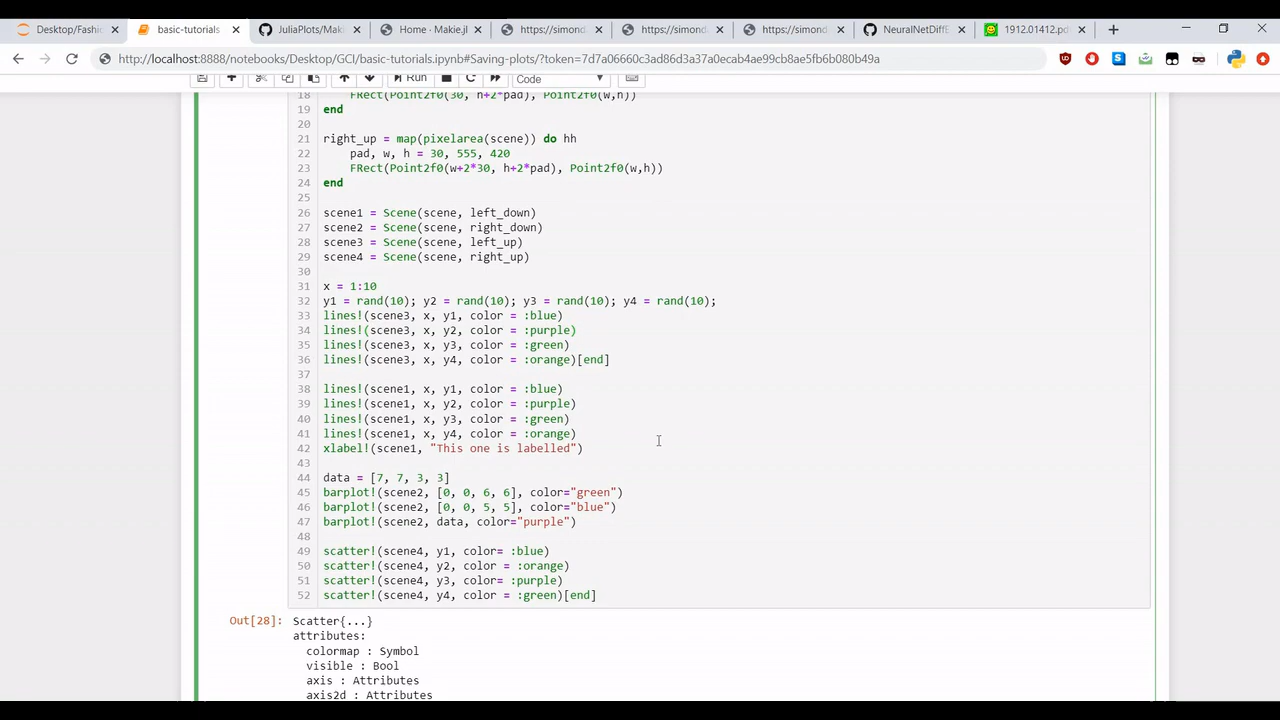 Desktop/Fashi
basic-tutorials
JuliaPlots/Maki
Home · Makie.jl
https://simond
https://simond
https://simond
NeuralNetDiffE
1912.01412.pdf
http://localhost:8888/notebooks/Desktop/GCI/basic-tutorials.ipynb#Saving-plots?token=7d7a06660c3ad86d3a37a0ecab4ae99cb8ae5fb6b080b49a
Run
Code
18 FRect(Point2f0(30, h+2*pad), Point2f0(w,h))
19 end
20
21 right_up = map(pixelarea(scene)) do hh
22 pad, w, h = 30, 555, 420
23 FRect(Point2f0(w+2*30, h+2*pad), Point2f0(w,h))
24 end
25
26 scene1 = Scene(scene, left_down)
27 scene2 = Scene(scene, right_down)
28 scene3 = Scene(scene, left_up)
29 scene4 = Scene(scene, right_up)
30
31 x = 1:10
32 y1 = rand(10); y2 = rand(10); y3 = rand(10); y4 = rand(10);
33 lines!(scene3, x, y1, color = :blue)
34 lines!(scene3, x, y2, color = :purple)
35 lines!(scene3, x, y3, color = :green)
36 lines!(scene3, x, y4, color = :orange)[end]
37
38 lines!(scene1, x, y1, color = :blue)
39 lines!(scene1, x, y2, color = :purple)
40 lines!(scene1, x, y3, color = :green)
41 lines!(scene1, x, y4, color = :orange)
42 xlabel!(scene1, "This one is labelled")
43
44 data = [7, 7, 3, 3]
45 barplot!(scene2, [0, 0, 6, 6], color="green")
46 barplot!(scene2, [0, 0, 5, 5], color="blue")
47 barplot!(scene2, data, color="purple")
48
49 scatter!(scene4, y1, color= :blue)
50 scatter!(scene4, y2, color = :orange)
51 scatter!(scene4, y3, color= :purple)
52 scatter!(scene4, y4, color = :green)[end]
Out[28]: Scatter{...}
attributes:
colormap : Symbol
visible : Bool
axis : Attributes
axis2d : Attributes